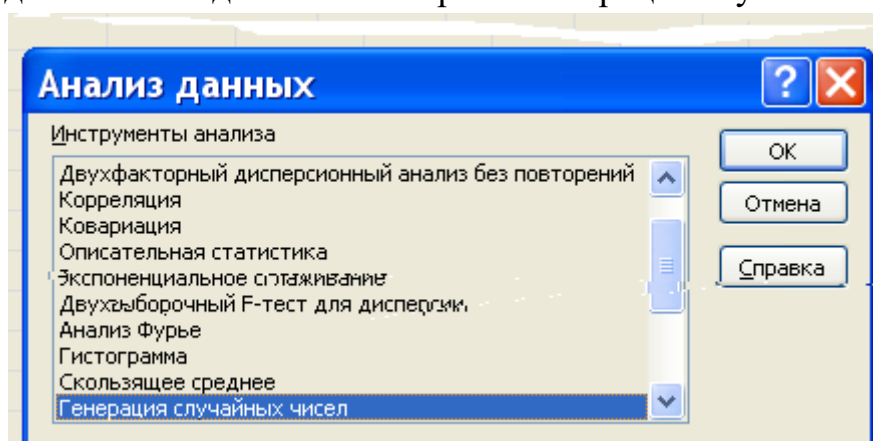 Анализ данных
Инструменты анализа
Двухфакторный дисперсионный анализ без повторений
Корреляция
Ковариация
Описательная статистика
Экспоненциальное сглаживание
Двухвыборочный F-тест для дисперсии
Анализ Фурье
Гистограмма
Скользящее среднее
Генерация случайных чисел
ОК
Отмена
Справка